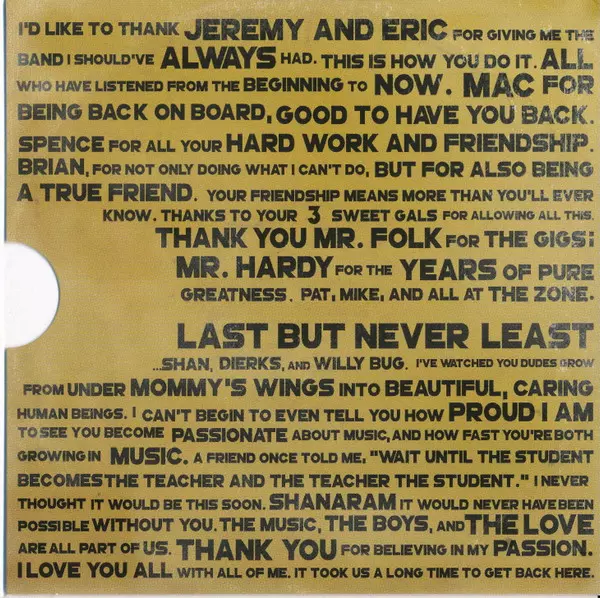 I'D LIKE TO THANK JEREMY AND ERIC FOR GIVING ME THE
BAND I SHOULD'VE ALWAYS HAD. THIS IS HOW YOU DO IT. ALL
WHO HAVE LISTENED FROM THE BEGINNING TO NOW. MAC FOR
BEING BACK ON BOARD, GOOD TO HAVE YOU BACK.
SPENCE FOR ALL YOUR HARD WORK AND FRIENDSHIP.
BRIAN, FOR NOT ONLY DOING WHAT I CAN'T DO, BUT FOR ALSO BEING
A TRUE FRIEND. YOUR FRIENDSHIP MEANS MORE THAN YOU'LL EVER
KNOW. THANKS TO YOUR 3 SWEET GALS FOR ALLOWING ALL THIS.
THANK YOU MR. FOLK FOR THE GIGS¡
MR. HARDY FOR THE YEARS OF PURE
GREATNESS. PAT, MIKE, AND ALL AT THE ZONE.
LAST BUT NEVER LEAST
...SHAN, DIERKS, AND WILLY BUG. I'VE WATCHED YOU DUDES GROW
FROM UNDER MOMMY'S WINGS INTO BEAUTIFUL, CARING
HUMAN BEINGS. I CAN'T BEGIN TO EVEN TELL YOU HOW PROUD I AM
TO SEE YOU BECOME PASSIONATE ABOUT MUSIC, AND HOW FAST YOU'RE BOTH
GROWING IN MUSIC. A FRIEND ONCE TOLD ME, "WAIT UNTIL THE STUDENT
BECOMES THE TEACHER AND THE TEACHER THE STUDENT." I NEVER
THOUGHT IT WOULD BE THIS SOON. SHANARAM IT WOULD NEVER HAVE BEEN
POSSIBLE WITHOUT YOU. THE MUSIC, THE BOYS, AND THE LOVE
ARE ALL PART OF US. THANK YOU FOR BELIEVING IN MY PASSION.
I LOVE YOU ALL WITH ALL OF ME. IT TOOK US A LONG TIME TO GET BACK HERE.